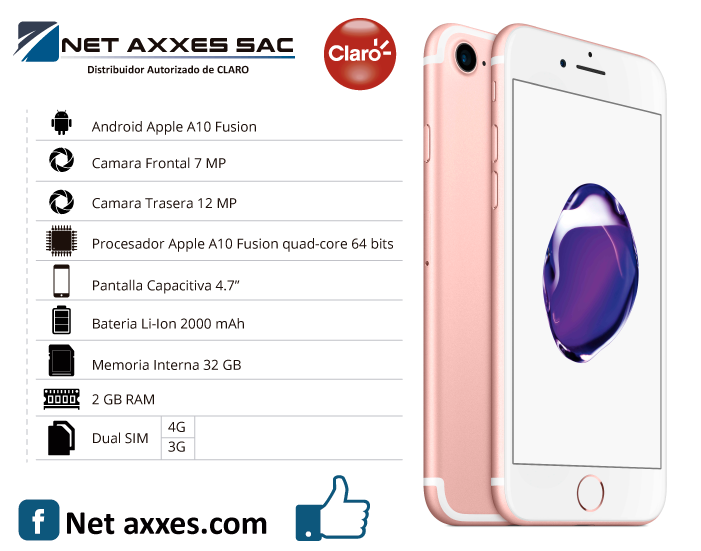 NET AXXES SAC
Distribuidor Autorizado de CLARO
Claro
Android Apple A10 Fusion
Camara Frontal 7 MP
Camara Trasera 12 MP
Procesador Apple A10 Fusion quad-core 64 bits
Pantalla Capacitiva 4.7”
Bateria Li-Ion 2000 mAh
Memoria Interna 32 GB
2 GB RAM
Dual SIM
4G
3G
f
Net axxes.com